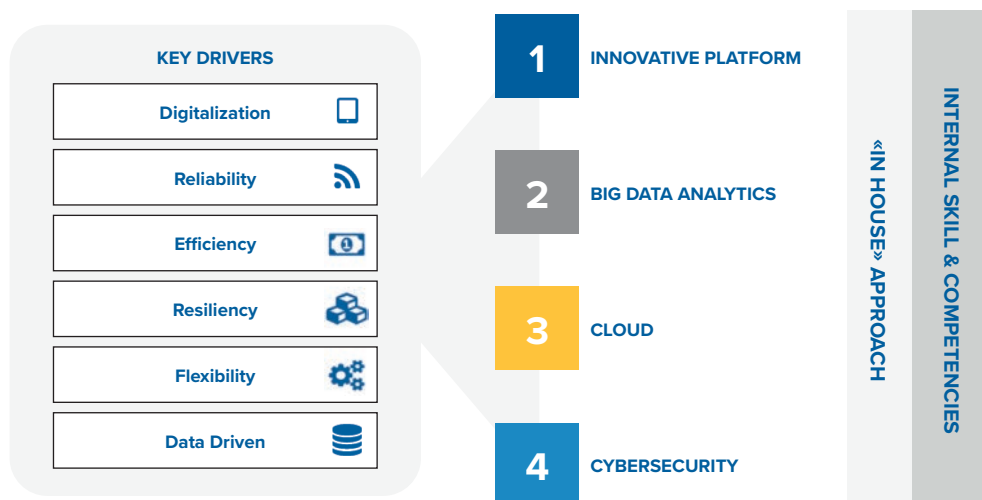 KEY DRIVERS
Digitalization
Reliability
Efficiency
1
Resiliency
Flexibility
Data Driven
1
INNOVATIVE PLATFORM
2
BIG DATA ANALYTICS
3
CLOUD
4
CYBERSECURITY
«IN HOUSE» APPROACH
INTERNAL SKILL & COMPETENCIES